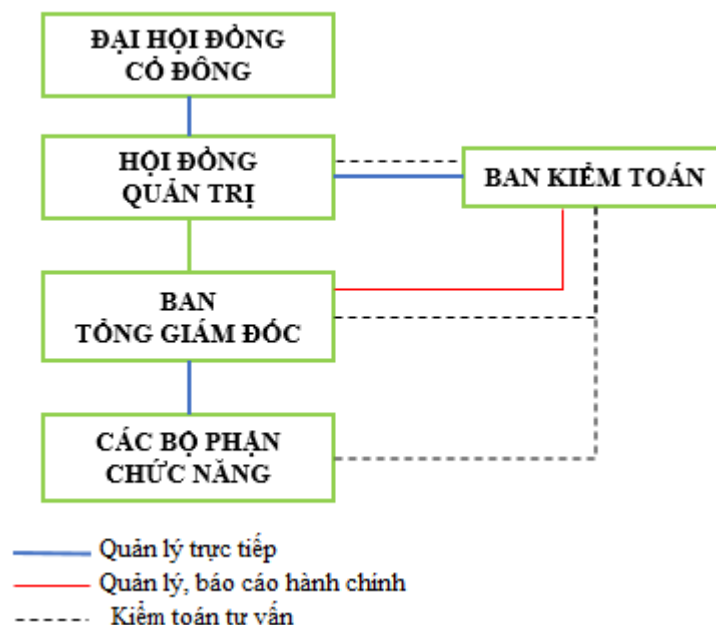 ĐẠI HỘI ĐỒNG
CỔ ĐÔNG
HỘI ĐỒNG
QUẢN TRỊ
BAN KIỂM TOÁN
BAN
TỔNG GIÁM ĐỐC
CÁC BỘ PHẬN
CHỨC NĂNG
Quản lý trực tiếp
Quản lý, báo cáo hành chính
Kiểm toán tư vấn